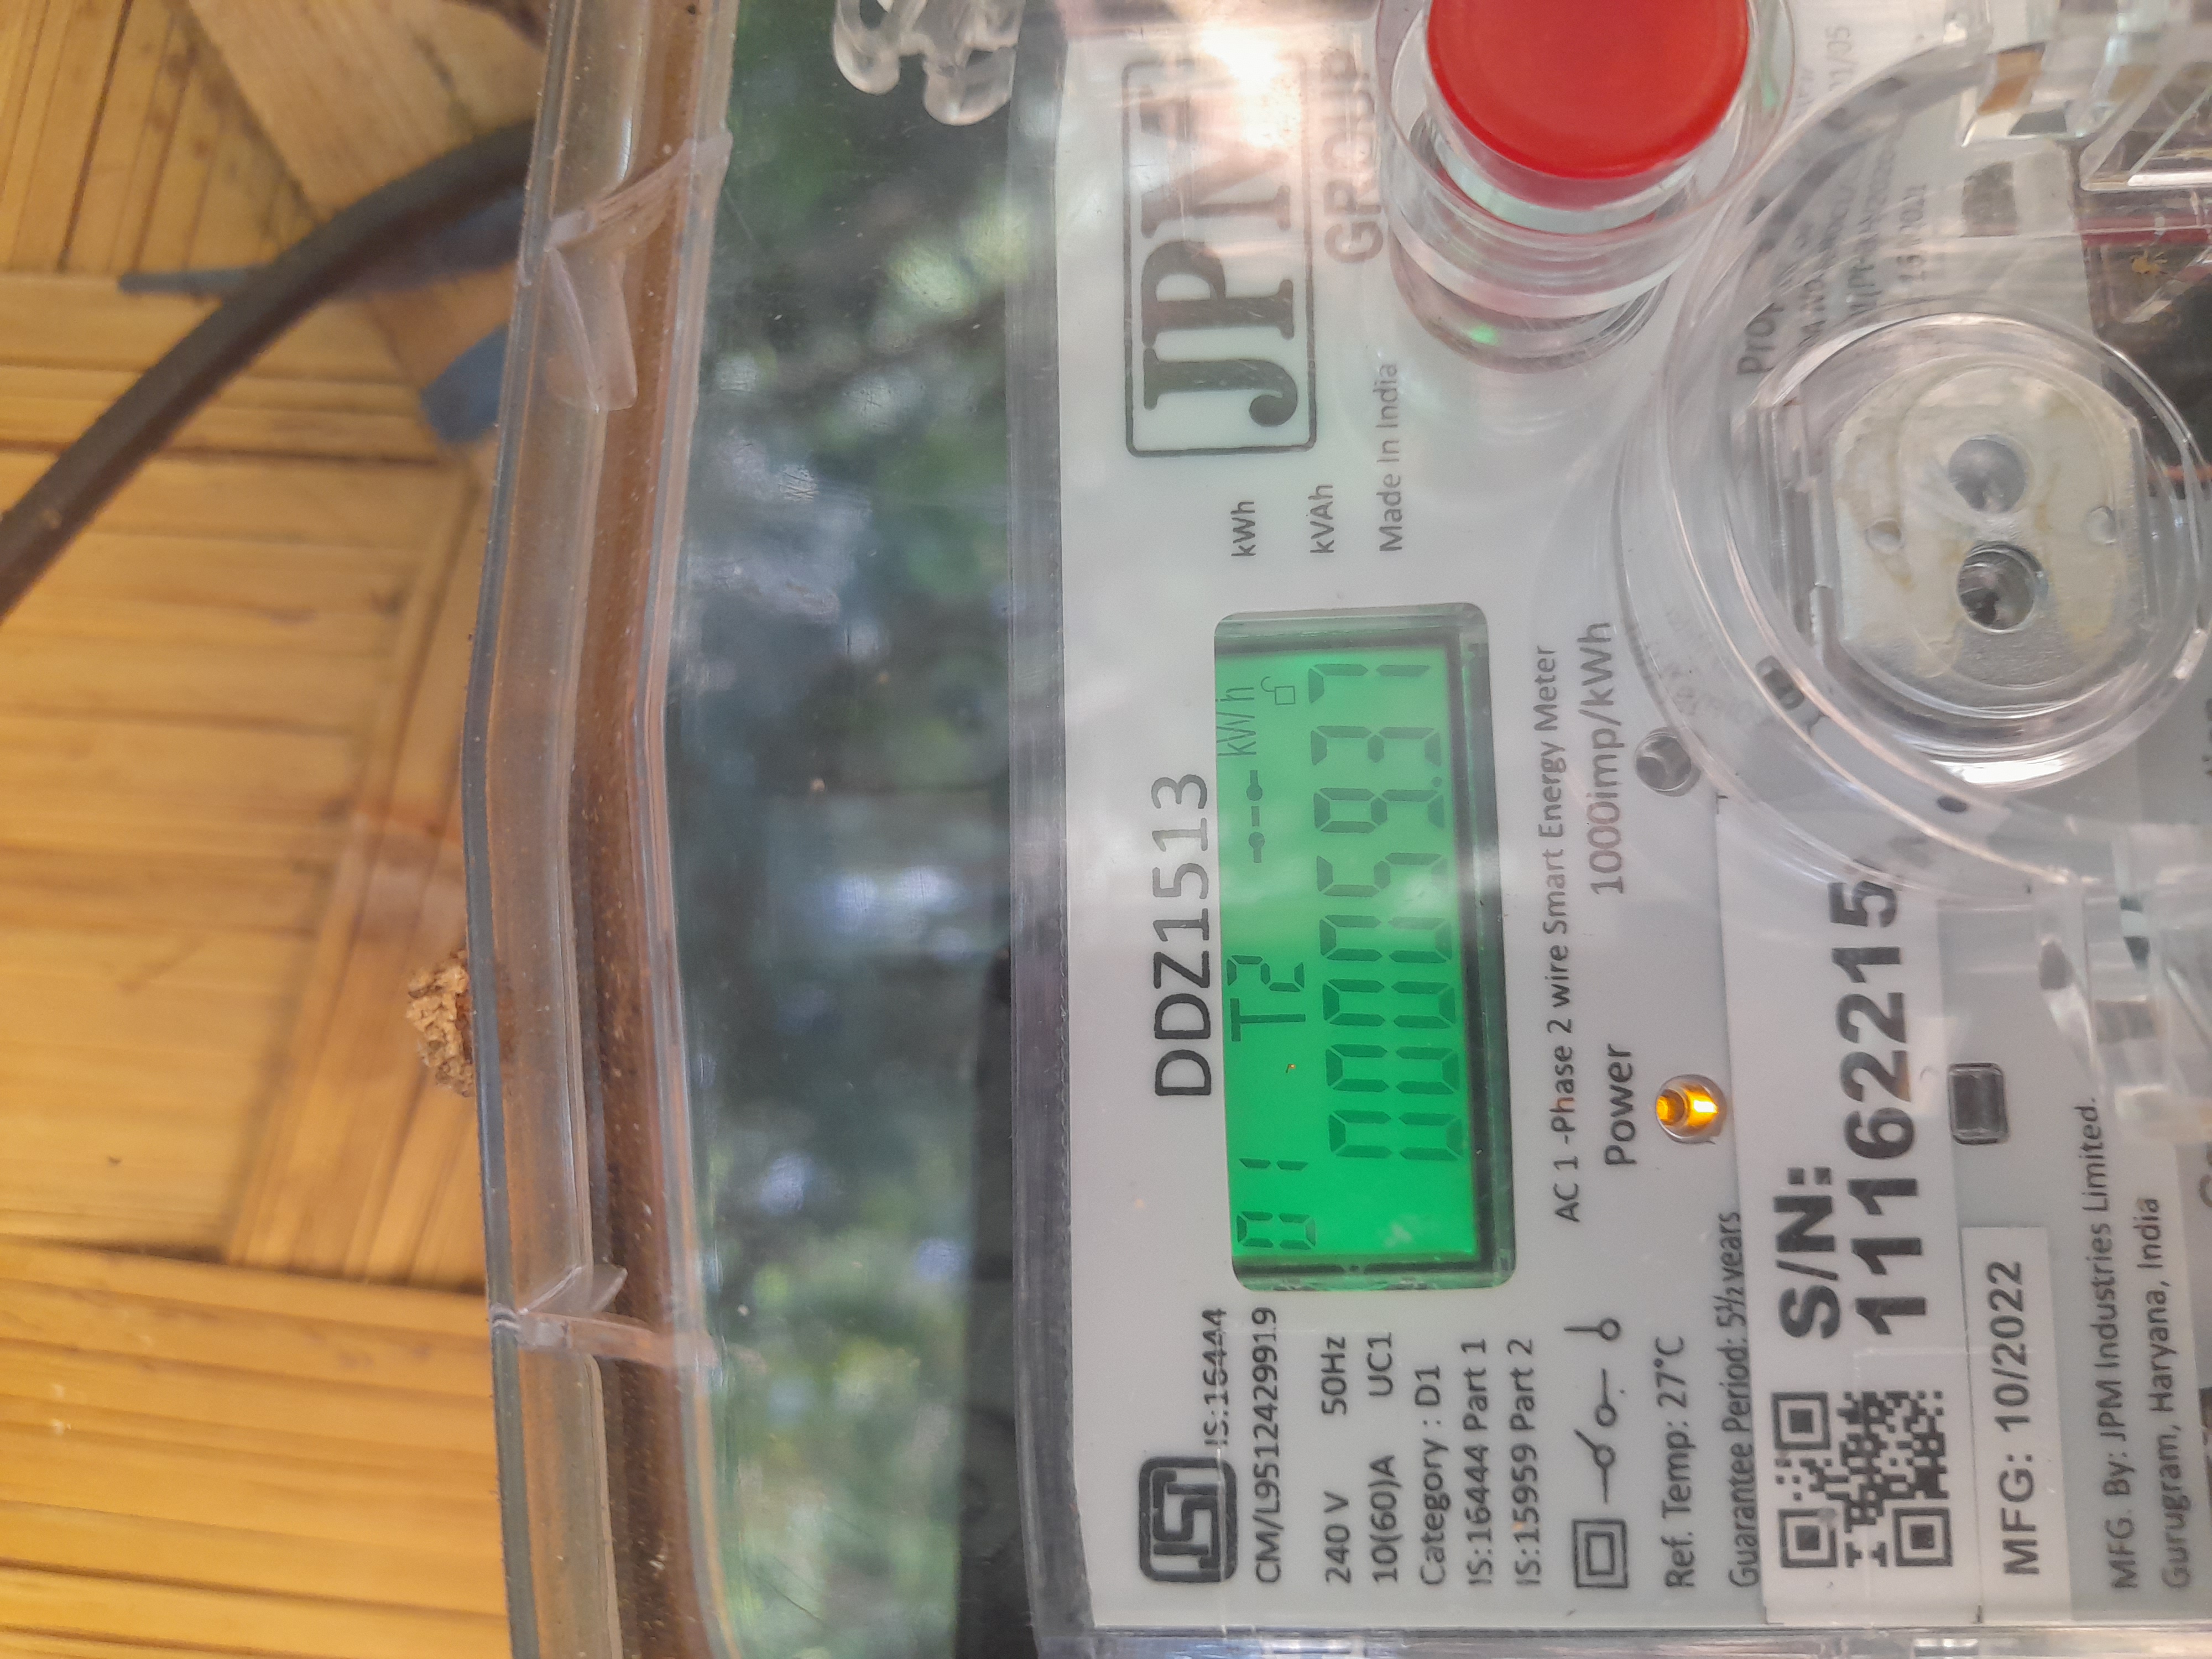 JPM
GROUP
DDZ1513
kWh
kVAh
Made In India
01 T2 kWh
000059.37
IS:16444
CM/L9512429919
240 V 50Hz
10(60)A UC1
Category : D1
IS:16444 Part 1
IS:15959 Part 2
AC 1 -Phase 2 wire Smart Energy Meter
Power 1000imp/kWh
Ref. Temp: 27°C
Guarantee Period: 5½ years
S/N:
11162215
MFG: 10/2022
MFG. By: JPM Industries Limited.
Gurugram, Haryana, India